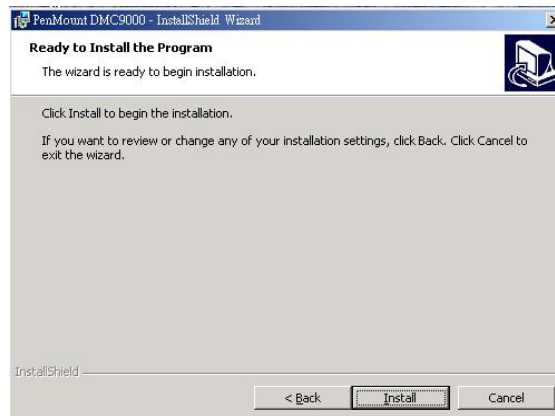 PenMount DMC9000 - InstallShield Wizard
Ready to Install the Program
The wizard is ready to begin installation.
Click Install to begin the installation.
If you want to review or change any of your installation settings, click Back. Click Cancel to
exit the wizard.
InstallShield
< Back
Install
Cancel